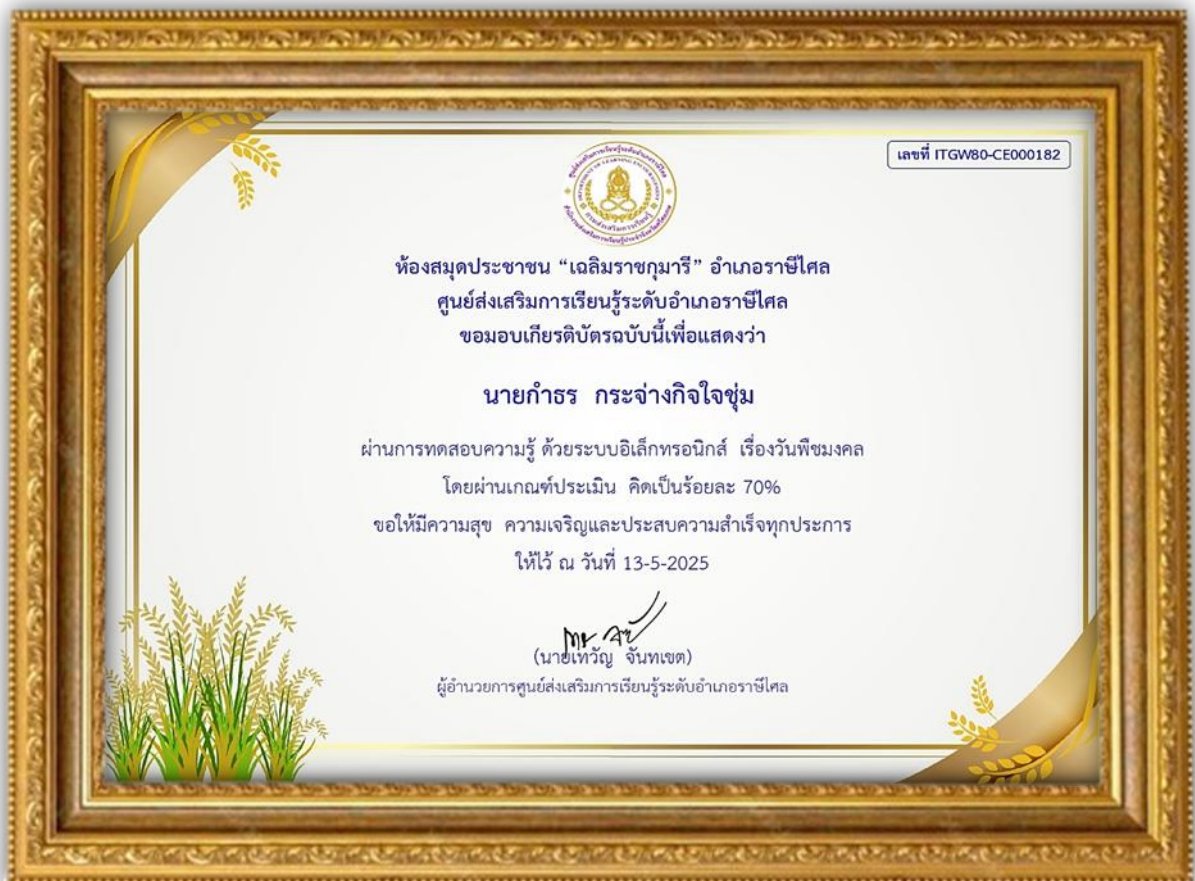 เลขที่ ITGW80-CE000182
ห้องสมุดประชาชน “เฉลิมราชกุมารี” อำเภอราษีไศล
ศูนย์ส่งเสริมการเรียนรู้ระดับอำเภอราษีไศล
ขอมอบเกียรติบัตรฉบับนี้เพื่อแสดงว่า
นายกำธร กระจ่างกิจใจชุ่ม
ผ่านการทดสอบความรู้ ด้วยระบบอิเล็กทรอนิกส์ เรื่องวันพืชมงคล
โดยผ่านเกณฑ์ประเมิน คิดเป็นร้อยละ 70%
ขอให้มีความสุข ความเจริญและประสบความสำเร็จทุกประการ
ให้ไว้ ณ วันที่ 13-5-2025
(นายเทวัญ จันทเขต)
ผู้อำนวยการศูนย์ส่งเสริมการเรียนรู้ระดับอำเภอราษีไศล